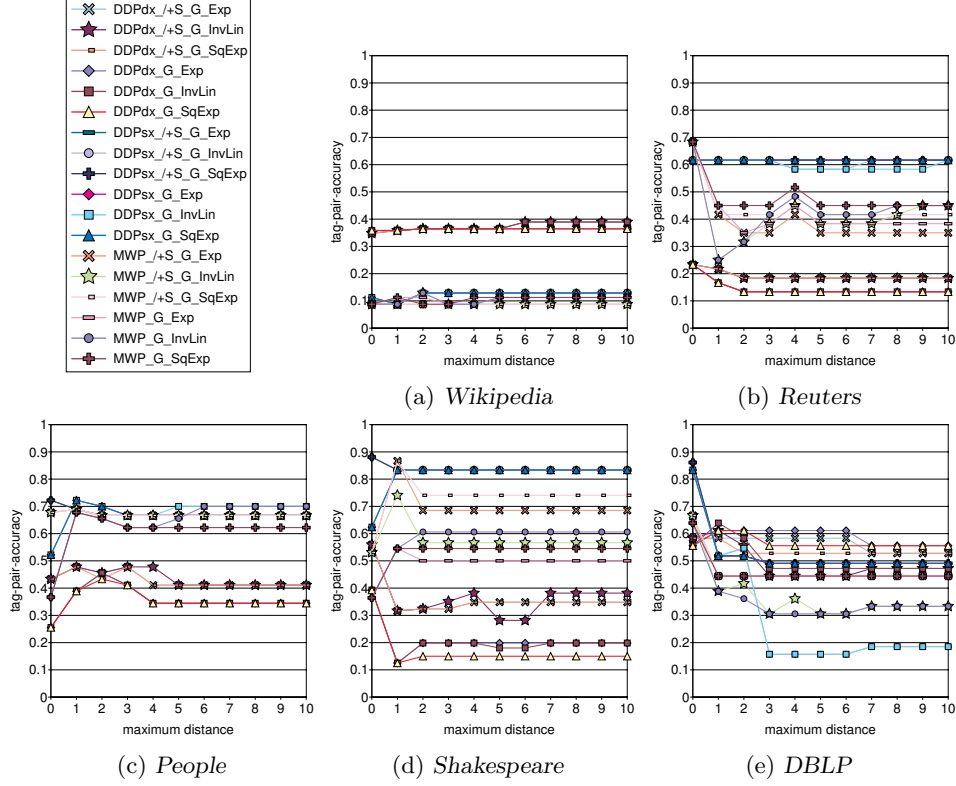 DDPdx_/+S_G_Exp
DDPdx_/+S_G_InvLin
DDPdx_/+S_G_SqExp
DDPdx_G_Exp
DDPdx_G_InvLin
DDPdx_G_SqExp
DDPsx_/+S_G_Exp
DDPsx_/+S_G_InvLin
DDPsx_/+S_G_SqExp
DDPsx_G_Exp
DDPsx_G_InvLin
DDPsx_G_SqExp
MWP_/+S_G_Exp
MWP_/+S_G_InvLin
MWP_/+S_G_SqExp
MWP_G_Exp
MWP_G_InvLin
MWP_G_SqExp
tag-pair-accuracy
1
0.9
0.8
0.7
0.6
0.5
0.4
0.3
0.2
0.1
0
0 1 2 3 4 5 6 7 8 9 10
maximum distance
(a) Wikipedia
tag-pair-accuracy
1
0.9
0.8
0.7
0.6
0.5
0.4
0.3
0.2
0.1
0
0 1 2 3 4 5 6 7 8 9 10
maximum distance
(b) Reuters
tag-pair-accuracy
1
0.9
0.8
0.7
0.6
0.5
0.4
0.3
0.2
0.1
0
0 1 2 3 4 5 6 7 8 9 10
maximum distance
(c) People
tag-pair-accuracy
1
0.9
0.8
0.7
0.6
0.5
0.4
0.3
0.2
0.1
0
0 1 2 3 4 5 6 7 8 9 10
maximum distance
(d) Shakespeare
tag-pair-accuracy
1
0.9
0.8
0.7
0.6
0.5
0.4
0.3
0.2
0.1
0
0 1 2 3 4 5 6 7 8 9 10
maximum distance
(e) DBLP